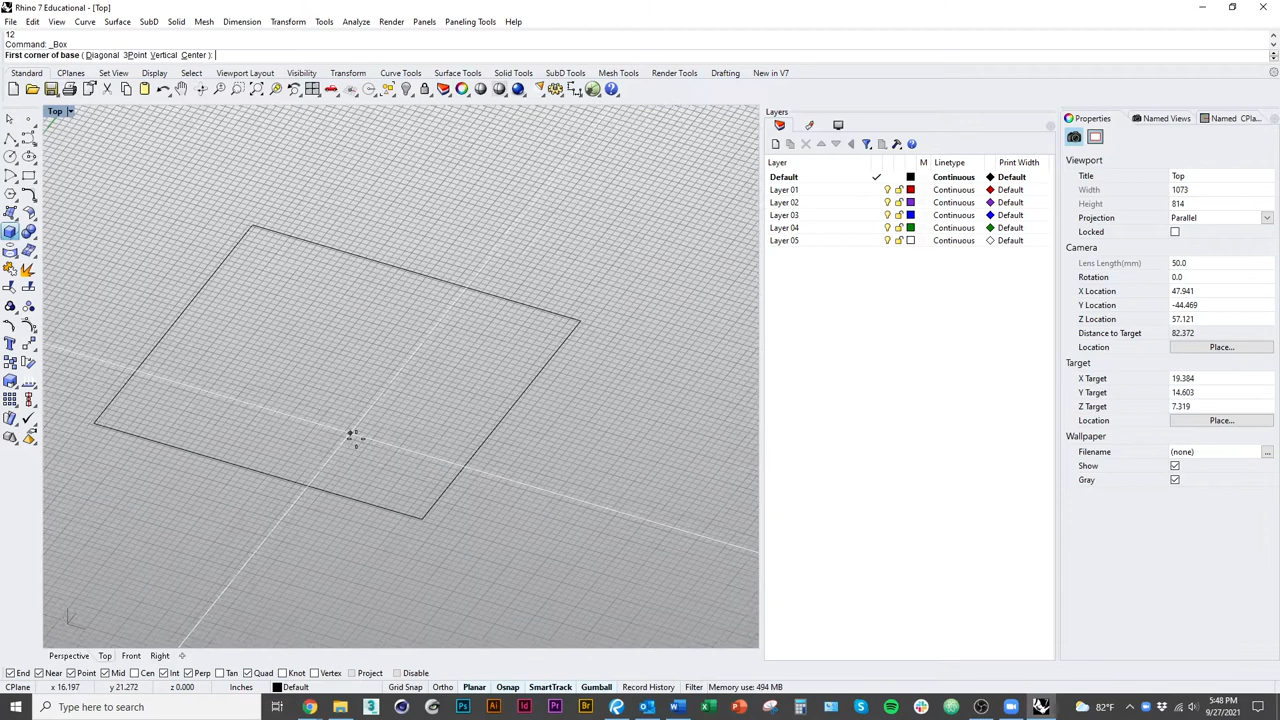 Rhino 7 Educational - [Top]
File Edit View Curve Surface SubD Solid Mesh Dimension Transform Tools Analyze Render Panels Paneling Tools Help
12
Command: _Box
First corner of base ( Diagonal 3Point Vertical Center ):
Standard CPlanes Set View Display Select Viewport Layout Visibility Transform Curve Tools Surface Tools Solid Tools SubD Tools Mesh Tools Render Tools Drafting New in V7
Top
Layers
Properties Named Views Named CPla...
Layer M Linetype Print Width
Default Continuous Default
Layer 01 Continuous Default
Layer 02 Continuous Default
Layer 03 Continuous Default
Layer 04 Continuous Default
Layer 05 Continuous Default
Viewport
Title Top
Width 1073
Height 814
Projection Parallel
Locked
Camera
Lens Length(mm) 50.0
Rotation 0.0
X Location 47.941
Y Location -44.469
Z Location 57.121
Distance to Target 82.372
Location Place...
Target
X Target 19.384
Y Target 14.603
Z Target 7.319
Location Place...
Wallpaper
Filename (none) ...
Show
Gray
Perspective Top Front Right
End Near Point Mid Cen Int Perp Tan Quad Knot Vertex Project Disable
CPlane x 16.197 y 21.272 z 0.000 Inches Default Grid Snap Ortho Planar Osnap SmartTrack Gumball Record History Filter Memory use: 494 MB
Type here to search
82°F
5:48 PM
9/27/2021